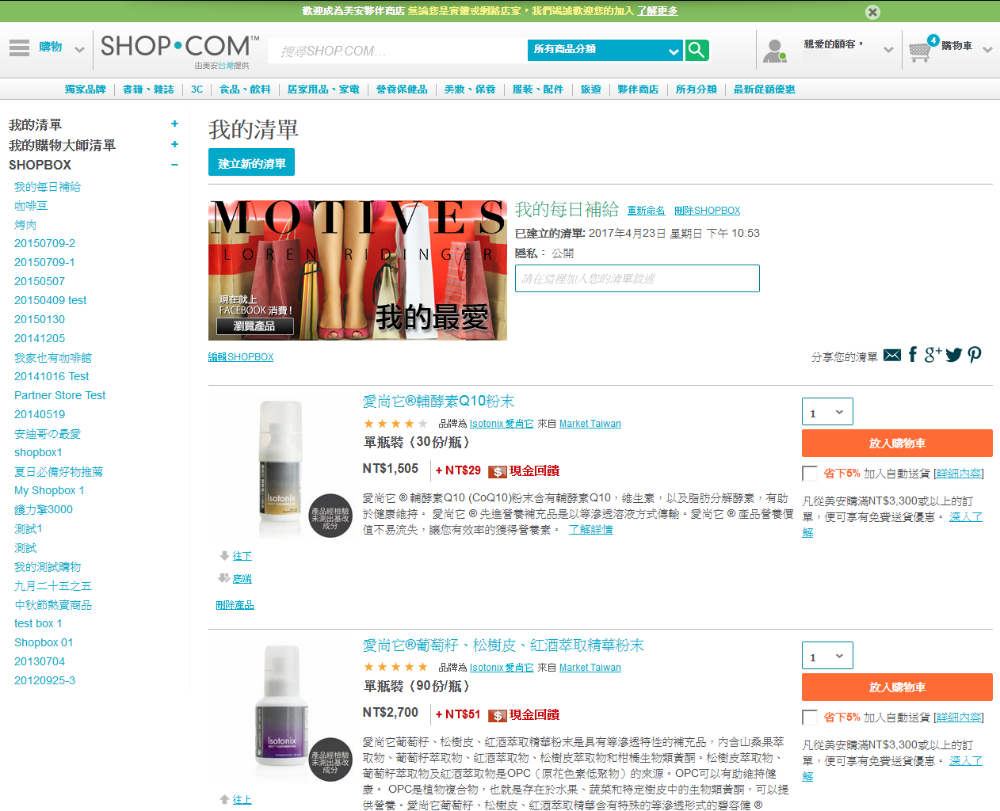 歡迎成為美安夥伴商店 無論您是實體或網路店家，我們竭誠歡迎您的加入 了解更多
購物
SHOP•COM™
由美安台灣提供
搜尋SHOP.COM...
所有商品分類
親愛的顧客，
4
購物車
獨家品牌 書籍、雜誌 3C 食品、飲料 居家用品、家電 營養保健品 美妝、保養 服裝、配件 旅遊 夥伴商店 所有分類 最新促銷優惠
我的清單 +
我的購物大師清單 +
SHOPBOX −
我的每日補給
咖啡豆
烤肉
20150709-2
20150709-1
20150507
20150409 test
20150130
20141205
我家也有咖啡館
20141016 Test
Partner Store Test
20140519
安迪哥の最愛
shopbox1
夏日必備好物推薦
My Shopbox 1
護力擎3000
測試1
測試
我的測試購物
九月二十五之五
中秋節熱賣商品
test box 1
Shopbox 01
20130704
20120925-3
我的清單
建立新的清單
MOTIVES
LOREN RIDINGER
現在就上
FACEBOOK 消費!
瀏覽產品
我的最愛
我的每日補給 重新命名 刪除SHOPBOX
已建立的清單: 2017年4月23日 星期日 下午 10:53
隱私： 公開
請在這裡加入您的清單敘述
編輯SHOPBOX
分享您的清單
愛尚它®輔酵素Q10粉末
品牌為 Isotonix 愛尚它 來自 Market Taiwan
單瓶裝（30份/瓶）
NT$1,505 + NT$29 $ 現金回饋
愛尚它 ® 輔酵素Q10 (CoQ10)粉末含有輔酵素Q10，維生素，以及脂肪分解酵素，有助
於健康維持。 愛尚它 ® 先進營養補充品是以等滲透溶液方式傳輸。愛尚它 ® 產品營養價
值不易流失，讓您有效率的獲得營養素。 了解詳情
Isotonix
產品經檢驗
未測出基改
成分
往下
底端
刪除產品
1
放入購物車
省下5% 加入自動送貨 [詳細內容]
凡從美安購滿NT$3,300或以上的訂
單，便可享有免費送貨優惠。 深入了
解
愛尚它®葡萄籽、松樹皮、紅酒萃取精華粉末
品牌為 Isotonix 愛尚它 來自 Market Taiwan
單瓶裝（90份/瓶）
NT$2,700 + NT$51 $ 現金回饋
愛尚它葡萄籽、松樹皮、紅酒萃取精華粉末是具有等滲透特性的補充品，內含山桑果萃
取物、葡萄籽萃取物、紅酒萃取物、松樹皮萃取物和柑橘生物類黃酮。松樹皮萃取物、
葡萄籽萃取物及紅酒萃取物是OPC（原花色素低聚物）的來源。OPC可以有助維持健
康。 OPC是植物複合物，也就是存在於水果、蔬菜和特定樹皮中的生物類黃酮，可以提
供營養。愛尚它葡萄籽、松樹皮、紅酒萃取精華含有特殊的等滲透形式的碧容健 ®
Isotonix
產品經檢驗
未測出基改
成分
往上
1
放入購物車
省下5% 加入自動送貨 [詳細內容]
凡從美安購滿NT$3,300或以上的訂
單，便可享有免費送貨優惠。 深入了
解